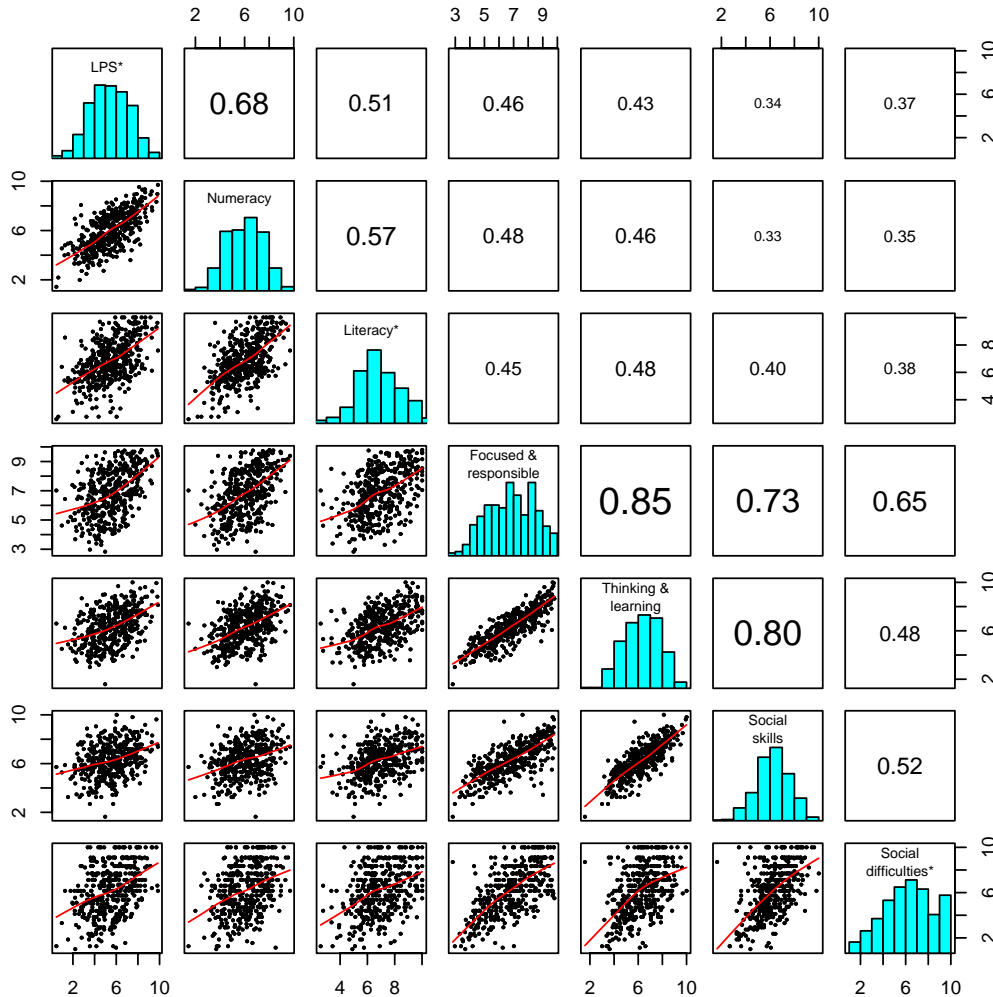 2 6 10 3 5 7 9 2 6 10
LPS*
0.68 0.51 0.46 0.43 0.34 0.37
2 6 10
2 6 10
Numeracy
0.57 0.48 0.46 0.33 0.35
Literacy*
0.45 0.48 0.40 0.38
4 6 8
3 5 7 9
Focused &
responsible
0.85 0.73 0.65
Thinking &
learning
0.80 0.48
2 6 10
2 6 10
Social
skills
0.52
Social
difficulties*
2 6 10
2 6 10 4 6 8 2 6 10 2 6 10